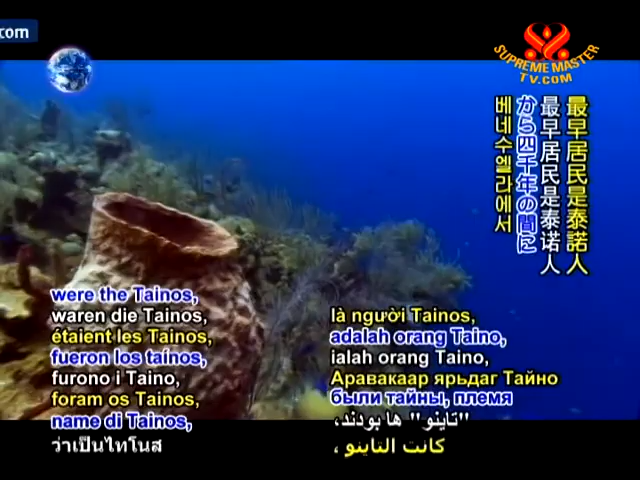 com
SUPREME MASTER
TV.COM
最早居民是泰諾人
最早居民是泰诺人
から四千年の間に
베네수엘라에서
were the Tainos,
waren die Tainos,
étaient les Tainos,
fueron los taínos,
furono i Taino,
foram os Tainos,
name di Tainos,
ว่าเป็นไทโนส
là người Tainos,
adalah orang Taino,
ialah orang Taino,
Аравакаар ярьдаг Тайно
были тайны, племя
"تاینو" ها بودند،
كانت التاينو ،